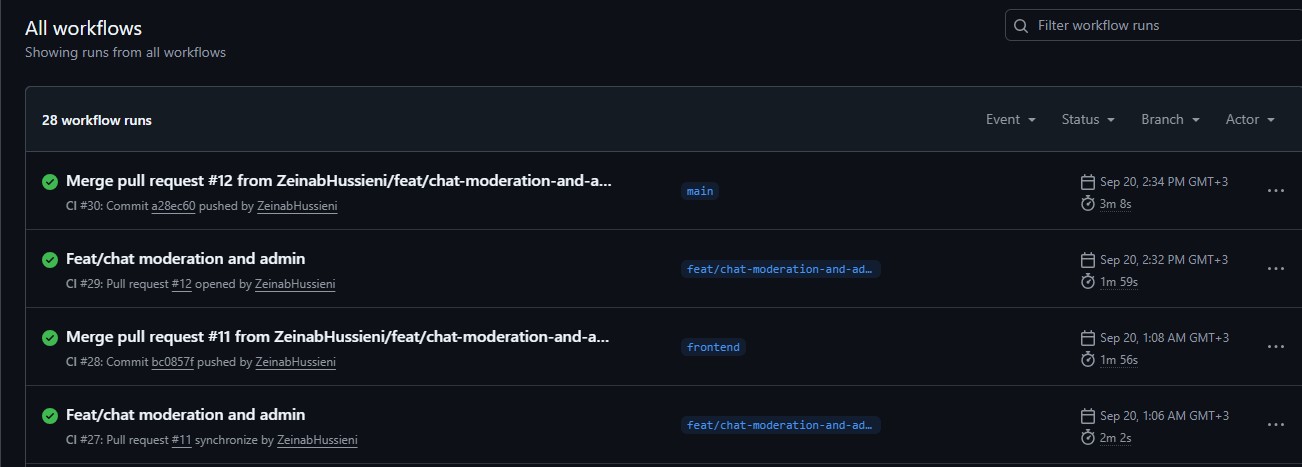 All workflows
Showing runs from all workflows
Filter workflow runs
28 workflow runs
Event
Status
Branch
Actor
Merge pull request #12 from ZeinabHussieni/feat/chat-moderation-and-a...
CI #30: Commit a28ec60 pushed by ZeinabHussieni
main
Sep 20, 2:34 PM GMT+3
3m 8s
Feat/chat moderation and admin
CI #29: Pull request #12 opened by ZeinabHussieni
feat/chat-moderation-and-ad…
Sep 20, 2:32 PM GMT+3
1m 59s
Merge pull request #11 from ZeinabHussieni/feat/chat-moderation-and-a...
CI #28: Commit bc0857f pushed by ZeinabHussieni
frontend
Sep 20, 1:08 AM GMT+3
1m 56s
Feat/chat moderation and admin
CI #27: Pull request #11 synchronize by ZeinabHussieni
feat/chat-moderation-and-ad…
Sep 20, 1:06 AM GMT+3
2m 2s